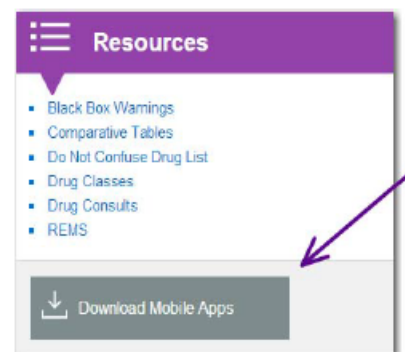 Resources
Black Box Warnings
Comparative Tables
Do Not Confuse Drug List
Drug Classes
Drug Consults
REMS
Download Mobile Apps